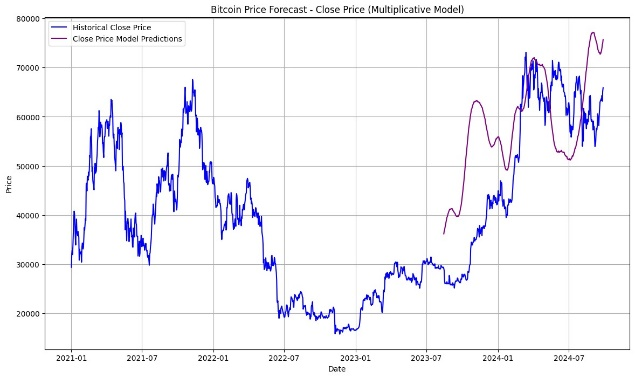 Bitcoin Price Forecast - Close Price (Multiplicative Model)
80000
Historical Close Price
Close Price Model Predictions
70000
60000
50000
Price
40000
30000
20000
2021-01 2021-07 2022-01 2022-07 2023-01 2023-07 2024-01 2024-07
Date